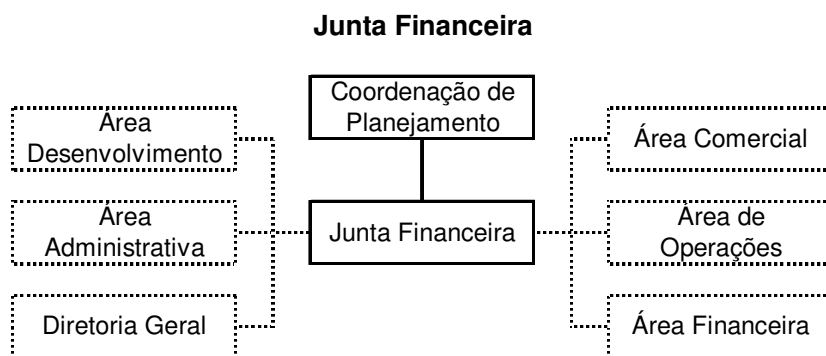 Junta Financeira
Coordenação de
Planejamento
Área
Desenvolvimento
Área Comercial
Área
Administrativa
Junta Financeira
Área de
Operações
Diretoria Geral
Área Financeira